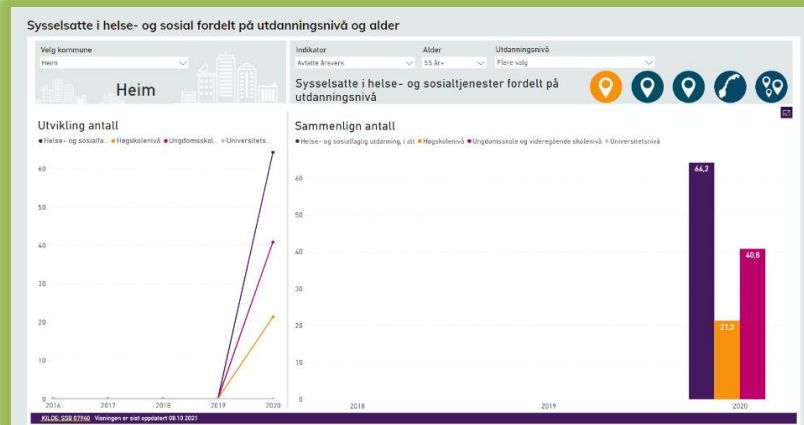 Sysselsatte i helse- og sosial fordelt på utdanningsnivå og alder
Velg kommune
Heim
Heim
Indikator
Avtalte årsverk
Alder
55 år+
Utdanningsnivå
Flere valg
Sysselsatte i helse- og sosialtjenester fordelt på
utdanningsnivå
Utvikling antall
Helse- og sosialfa... Høgskolenivå Ungdomsskol... Universitets...
60
50
40
30
20
10
0
2016 2017 2018 2019 2020
Sammenlign antall
Helse- og sosialfaglig utdanning, i alt Høgskolenivå Ungdomsskole og videregående skolenivå Universitetsnivå
60
50
40
30
20
10
0
64,2
21,3
40,8
2018 2019 2020
KILDE: SSB 07940 Visningen er sist oppdatert 08.10 2021